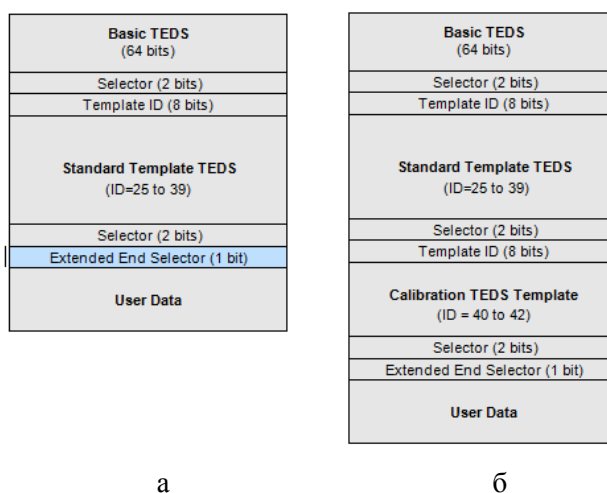 Basic TEDS
(64 bits)
Selector (2 bits)
Template ID (8 bits)
Standard Template TEDS
(ID=25 to 39)
Selector (2 bits)
Extended End Selector (1 bit)
User Data
а
Basic TEDS
(64 bits)
Selector (2 bits)
Template ID (8 bits)
Standard Template TEDS
(ID=25 to 39)
Selector (2 bits)
Template ID (8 bits)
Calibration TEDS Template
(ID = 40 to 42)
Selector (2 bits)
Extended End Selector (1 bit)
User Data
б